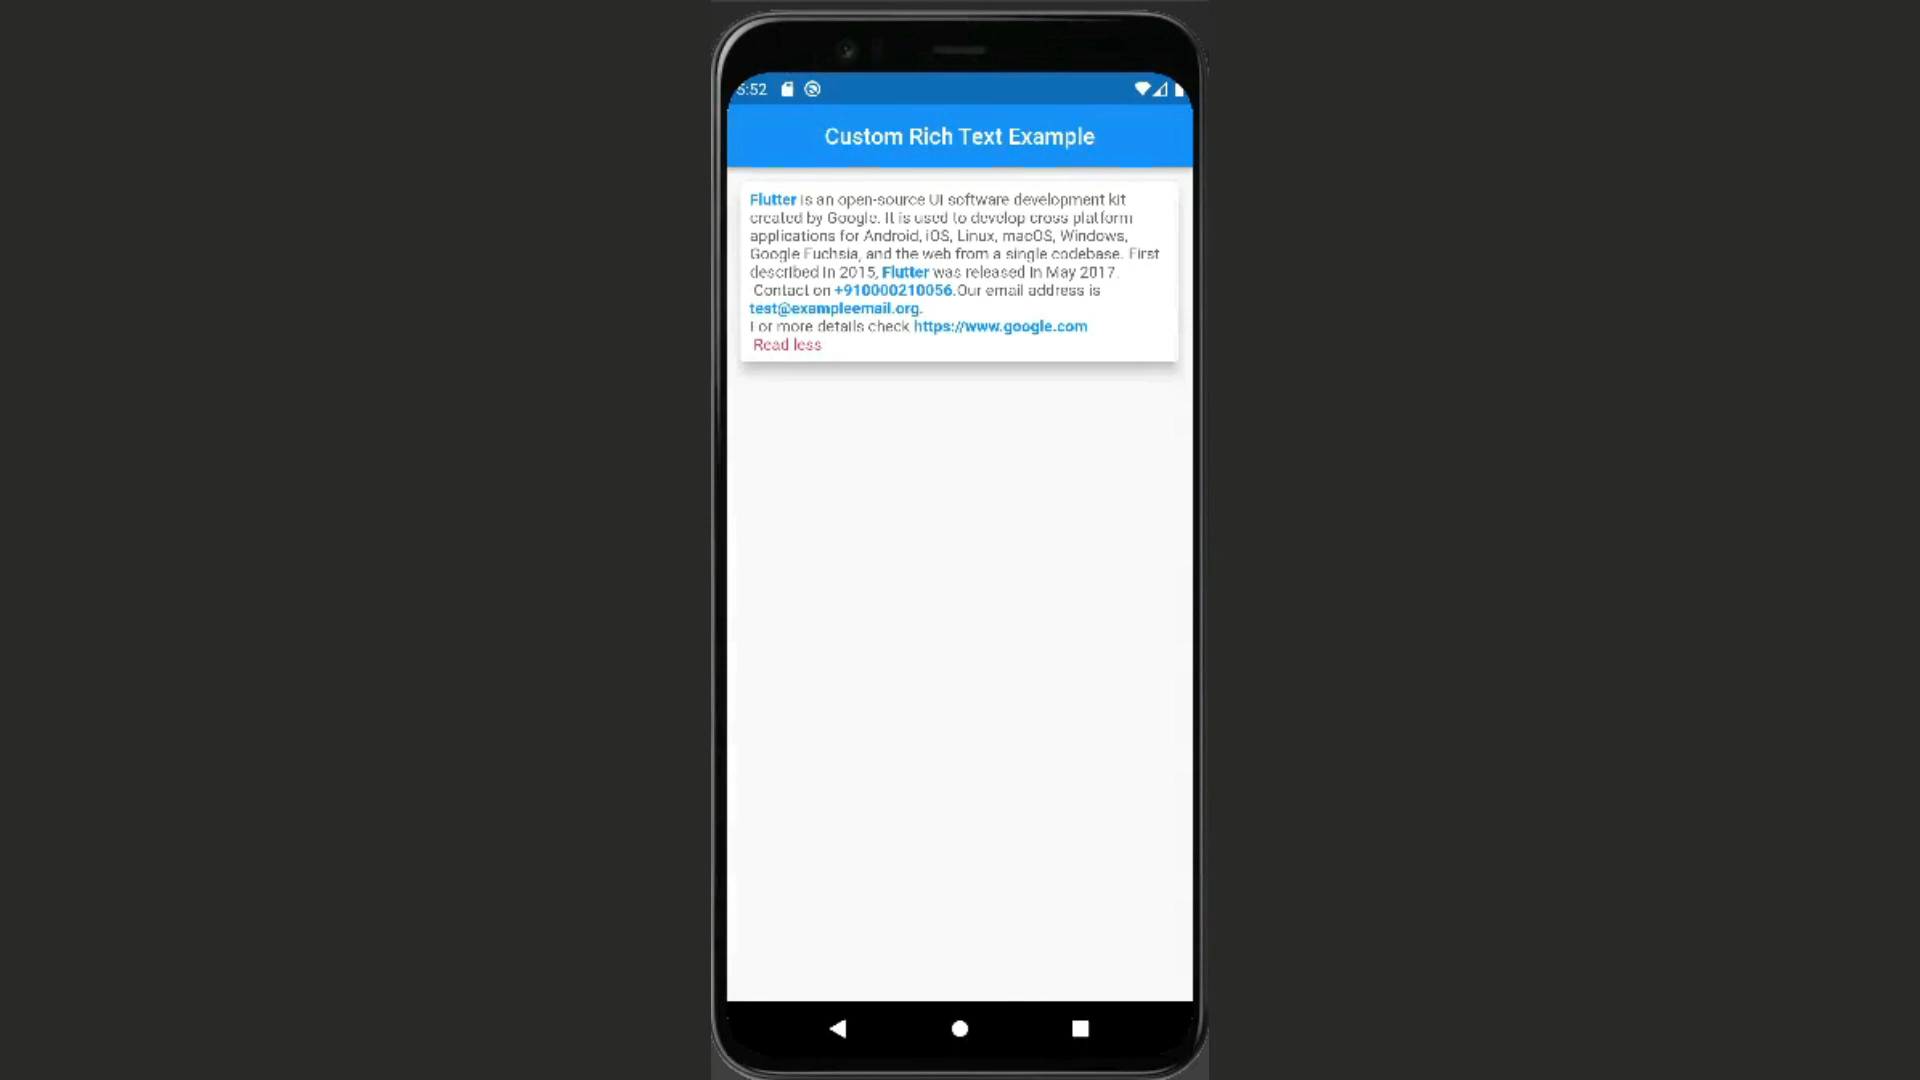 5:52
Custom Rich Text Example
Flutter is an open-source UI software development kit
created by Google. It is used to develop cross platform
applications for Android, iOS, Linux, macOS, Windows,
Google Fuchsia, and the web from a single codebase. First
described in 2015, Flutter was released in May 2017.
Contact on +910000210056.Our email address is
test@exampleemail.org.
For more details check https://www.google.com
Read less